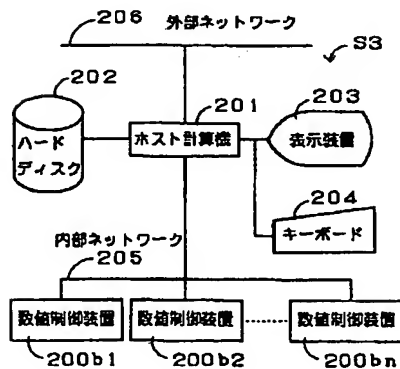 206
外部ネットワーク
S3
202
201
203
ハード
ディスク
ホスト計算機
表示装置
204
キーボード
内部ネットワーク
205
数値制御装置
数値制御装置
数値制御装置
200b1
200b2
200bn